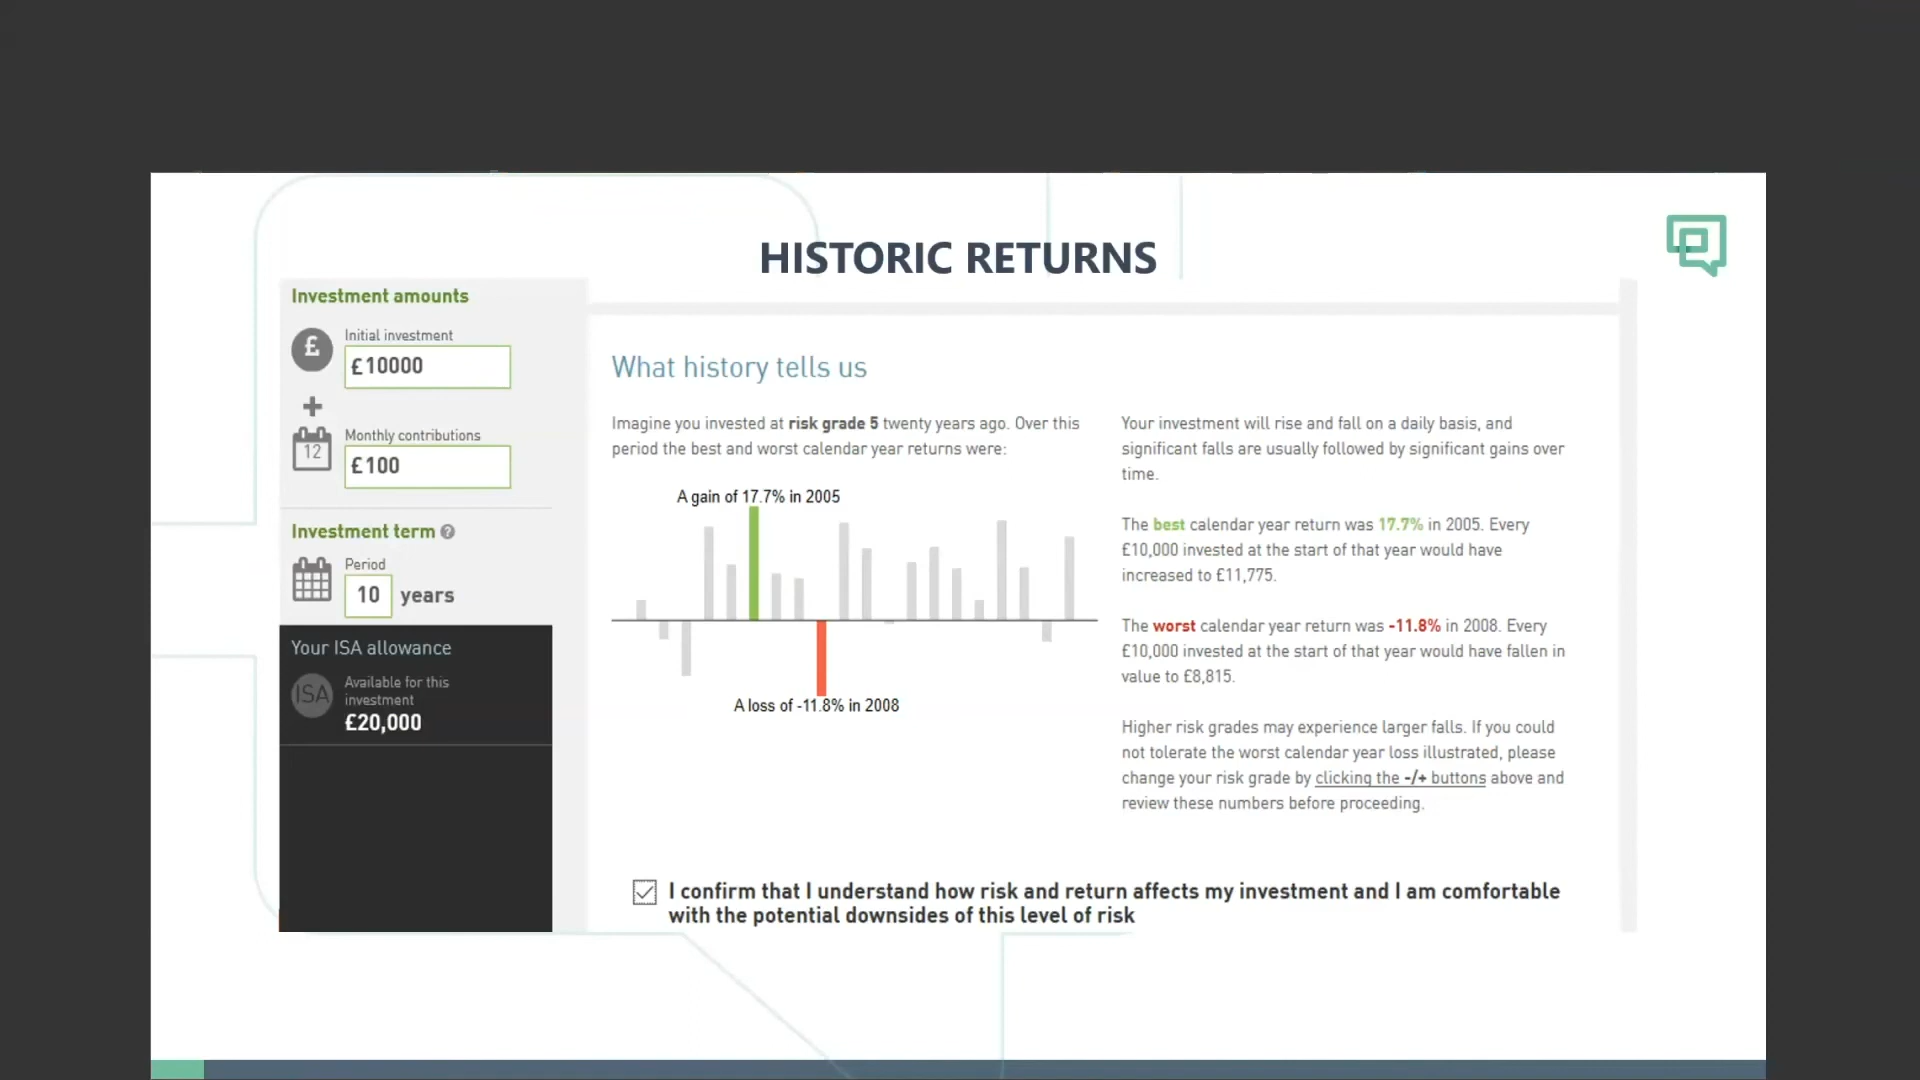 HISTORIC RETURNS
Investment amounts
£
Initial investment
£10000
+
12
Monthly contributions
£100
Investment term ?
Period
10 years
Your ISA allowance
ISA
Available for this
investment
£20,000
What history tells us
Imagine you invested at risk grade 5 twenty years ago. Over this
period the best and worst calendar year returns were:
A gain of 17.7% in 2005
A loss of -11.8% in 2008
Your investment will rise and fall on a daily basis, and
significant falls are usually followed by significant gains over
time.
The best calendar year return was 17.7% in 2005. Every
£10,000 invested at the start of that year would have
increased to £11,775.
The worst calendar year return was -11.8% in 2008. Every
£10,000 invested at the start of that year would have fallen in
value to £8,815.
Higher risk grades may experience larger falls. If you could
not tolerate the worst calendar year loss illustrated, please
change your risk grade by clicking the -/+ buttons above and
review these numbers before proceeding.
I confirm that I understand how risk and return affects my investment and I am comfortable
with the potential downsides of this level of risk